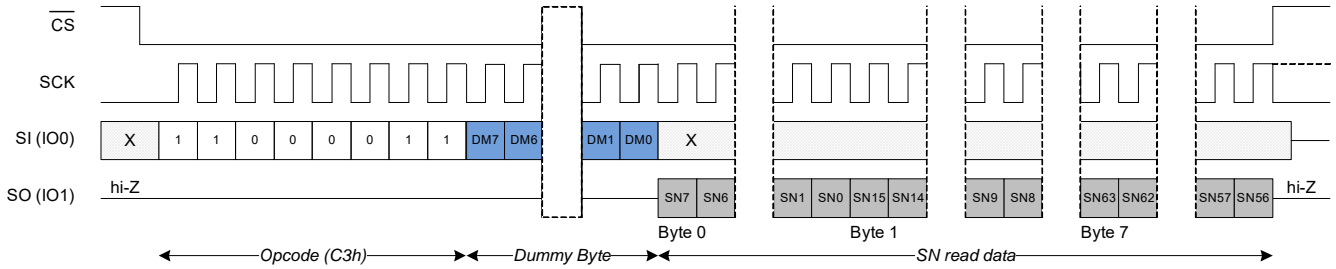 CS
SCK
SI (IO0) X 1 1 0 0 0 0 1 1 DM7 DM6 DM1 DM0 X
SO (IO1) hi-Z SN7 SN6 SN1 SN0 SN15 SN14 SN9 SN8 SN63 SN62 SN57 SN56 hi-Z
Byte 0 Byte 1 Byte 7
Opcode (C3h) Dummy Byte SN read data